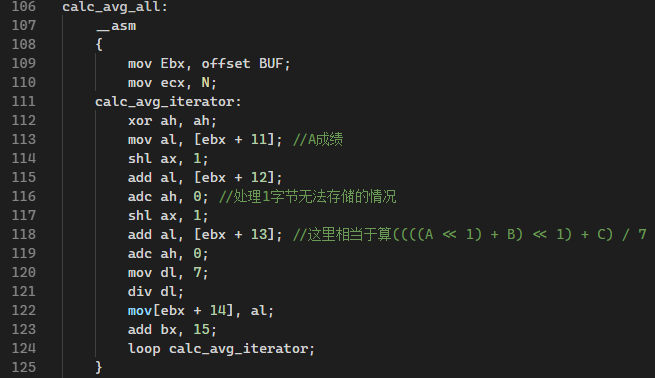 106 calc_avg_all:
107 __asm
108 {
109 mov Ebx, offset BUF;
110 mov ecx, N;
111 calc_avg_iterator:
112 xor ah, ah;
113 mov al, [ebx + 11]; //A成绩
114 shl ax, 1;
115 add al, [ebx + 12];
116 adc ah, 0; //处理1字节无法存储的情况
117 shl ax, 1;
118 add al, [ebx + 13]; //这里相当于算((((A << 1) + B) << 1) + C) / 7
119 adc ah, 0;
120 mov dl, 7;
121 div dl;
122 mov[ebx + 14], al;
123 add bx, 15;
124 loop calc_avg_iterator;
125 }